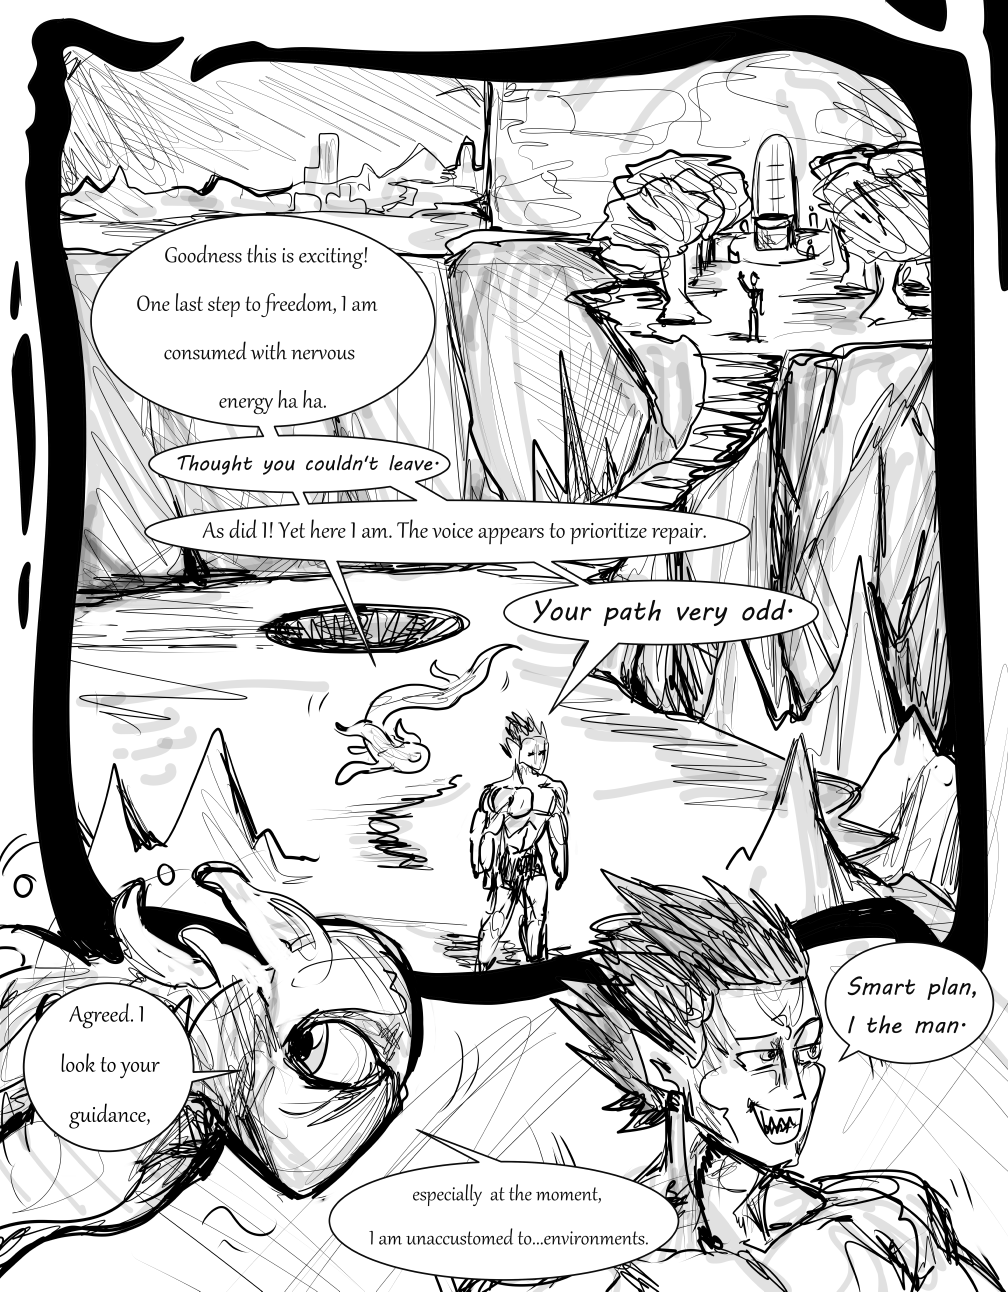 Goodness this is exciting!
One last step to freedom, I am
consumed with nervous
energy ha ha.
Thought you couldn't leave.
As did I! Yet here I am. The voice appears to prioritize repair.
Your path very odd.
Smart plan,
I the man.
Agreed. I
look to your
guidance,
especially at the moment,
I am unaccustomed to...environments.